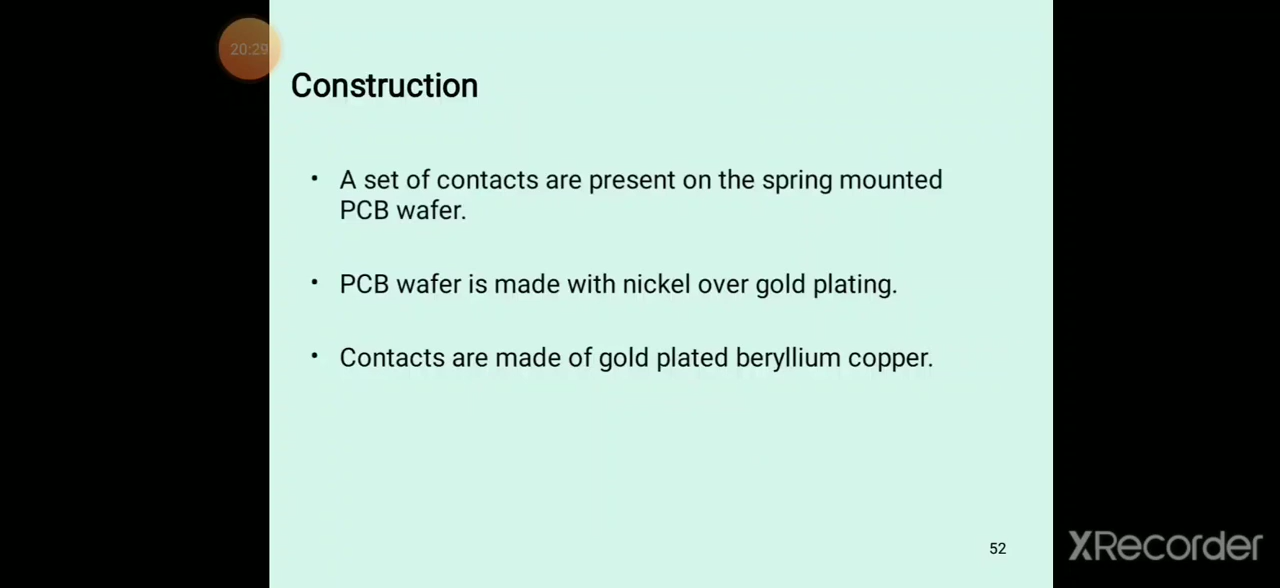 20:29
Construction
• A set of contacts are present on the spring mounted
PCB wafer.
• PCB wafer is made with nickel over gold plating.
• Contacts are made of gold plated beryllium copper.
52
XRecorder